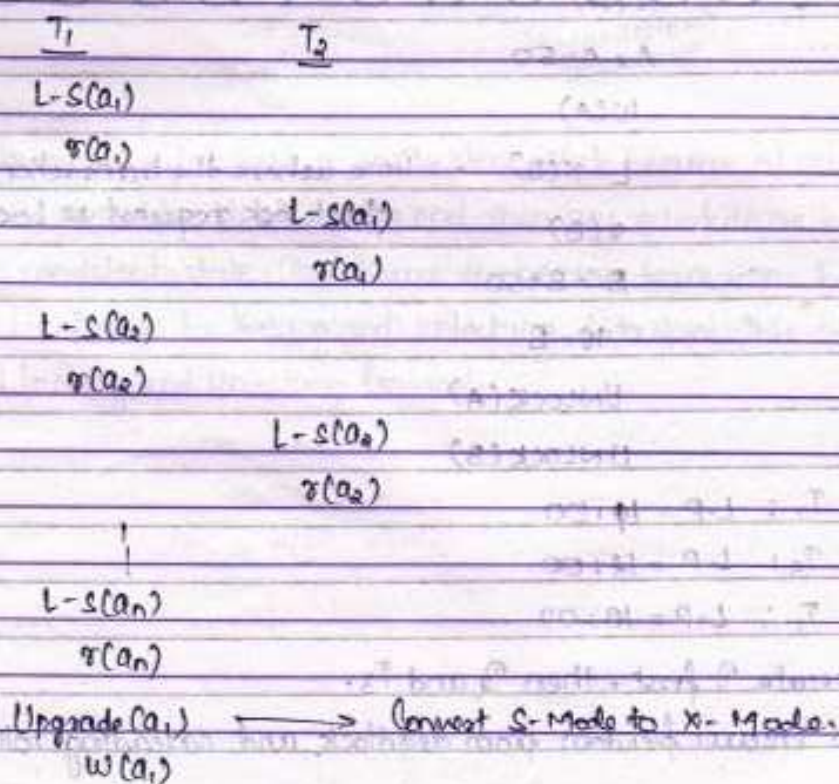 T1 T2
L-S(a1)
r(a1)
L-S(a1)
r(a1)
L-S(a2)
r(a2)
L-S(a2)
r(a2)
L-S(an)
r(an)
Upgrade(a1) ⟶ Convert S-Mode to X-Mode.
W(a1)